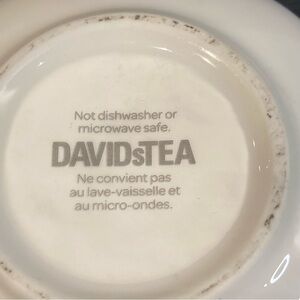 Not dishwasher or
microwave safe.
DAVIDsTEA
Ne convient pas
au lave-vaisselle et
au micro-ondes.